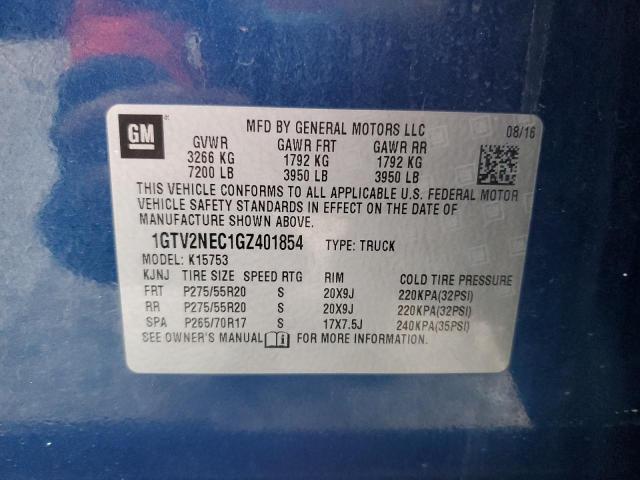 GM
MFD BY GENERAL MOTORS LLC 08/16
GVWR GAWR FRT GAWR RR
3266 KG 1792 KG 1792 KG
7200 LB 3950 LB 3950 LB
THIS VEHICLE CONFORMS TO ALL APPLICABLE U.S. FEDERAL MOTOR
VEHICLE SAFETY STANDARDS IN EFFECT ON THE DATE OF
MANUFACTURE SHOWN ABOVE.
1GTV2NEC1GZ401854 TYPE: TRUCK
MODEL: K15753
KJNJ TIRE SIZE SPEED RTG RIM COLD TIRE PRESSURE
FRT P275/55R20 S 20X9J 220KPA(32PSI)
RR P275/55R20 S 20X9J 220KPA(32PSI)
SPA P265/70R17 S 17X7.5J 240KPA(35PSI)
SEE OWNER'S MANUAL FOR MORE INFORMATION.